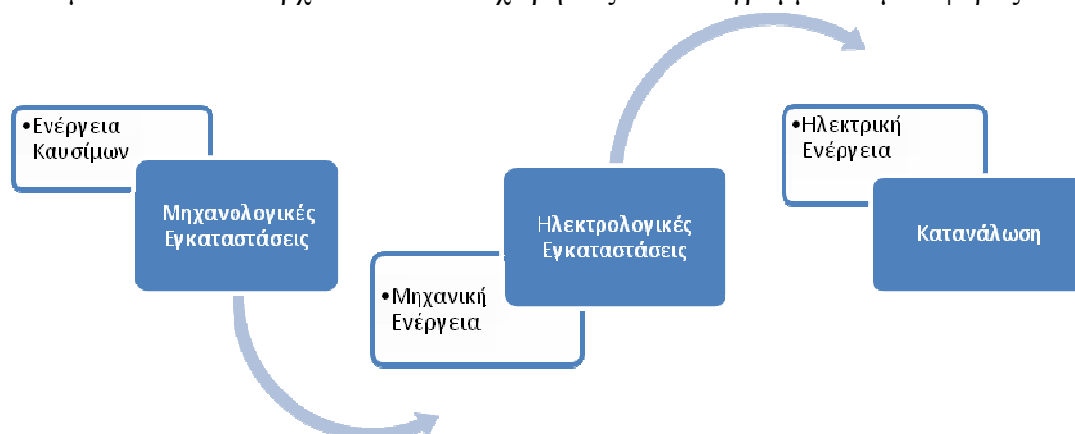 •Ενέργεια
Καυσίμων
Μηχανολογικές
Εγκαταστάσεις
•Μηχανική
Ενέργεια
Ηλεκτρολογικές
Εγκαταστάσεις
•Ηλεκτρική
Ενέργεια
Κατανάλωση